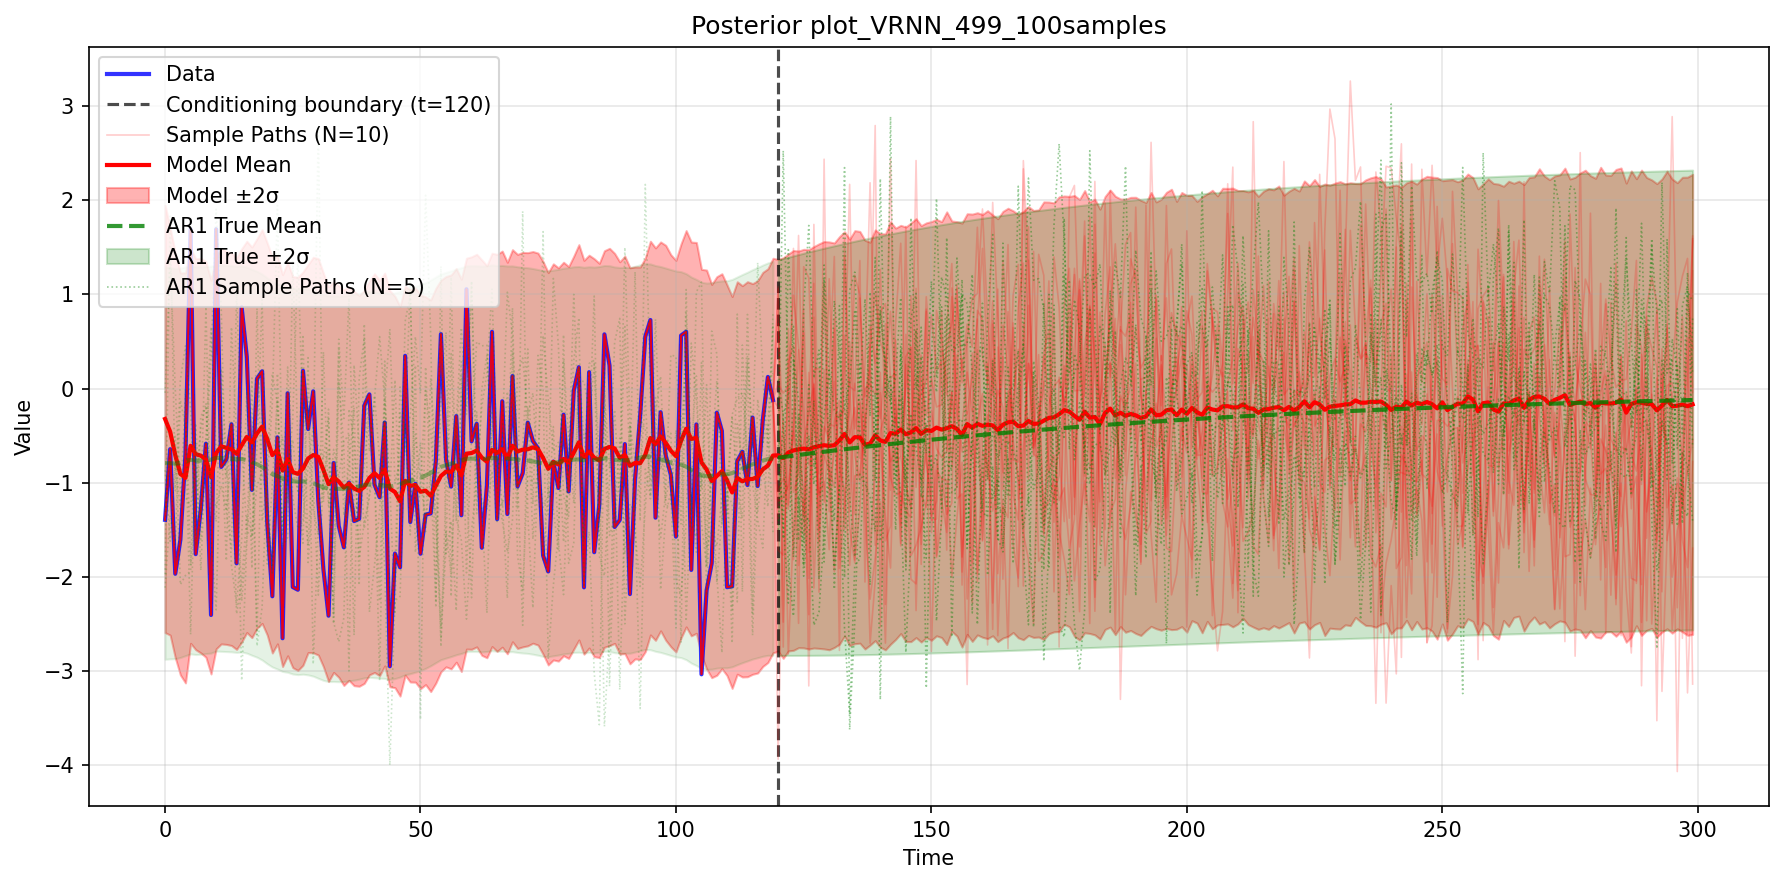 Posterior plot_VRNN_499_100samples
Data
Conditioning boundary (t=120)
Sample Paths (N=10)
Model Mean
Model ±2σ
AR1 True Mean
AR1 True ±2σ
AR1 Sample Paths (N=5)
Value
3
2
1
0
−1
−2
−3
−4
0
50
100
150
200
250
300
Time